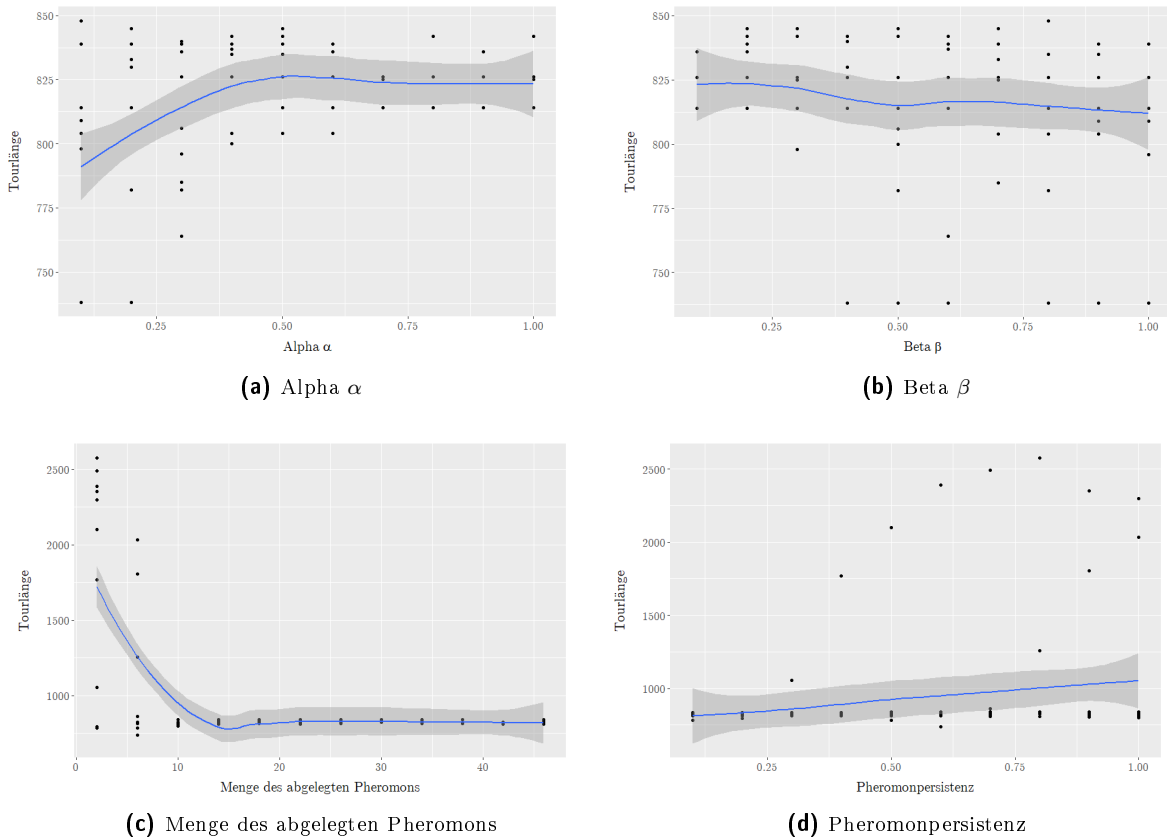 850
825
800
775
750
Tourlänge
0.25 0.50 0.75 1.00
Alpha α
(a) Alpha α
850
825
800
775
750
Tourlänge
0.25 0.50 0.75 1.00
Beta β
(b) Beta β
2500
2000
1500
1000
Tourlänge
0 10 20 30 40
Menge des abgelegten Pheromons
(c) Menge des abgelegten Pheromons
2500
2000
1500
1000
Tourlänge
0.25 0.50 0.75 1.00
Pheromonpersistenz
(d) Pheromonpersistenz